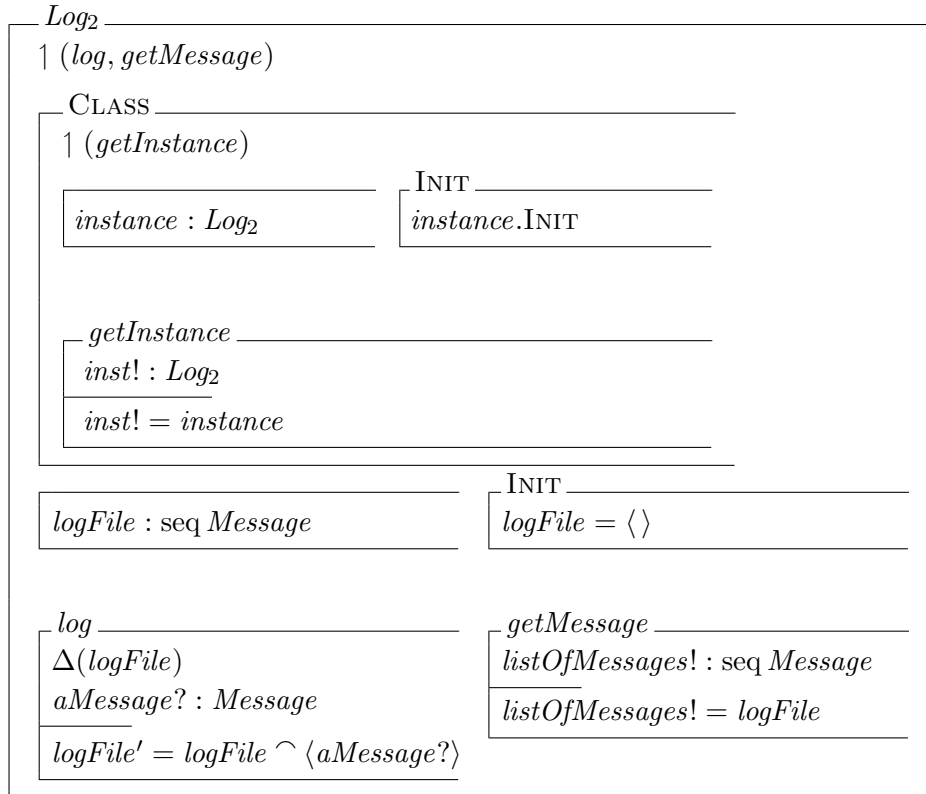 Log₂
↾ (log, getMessage)
CLASS
↾ (getInstance)
instance : Log₂
INIT
instance.INIT
getInstance
inst! : Log₂
inst! = instance
logFile : seq Message
INIT
logFile = ⟨ ⟩
log
Δ(logFile)
aMessage? : Message
logFile′ = logFile ⌢ ⟨aMessage?⟩
getMessage
listOfMessages! : seq Message
listOfMessages! = logFile